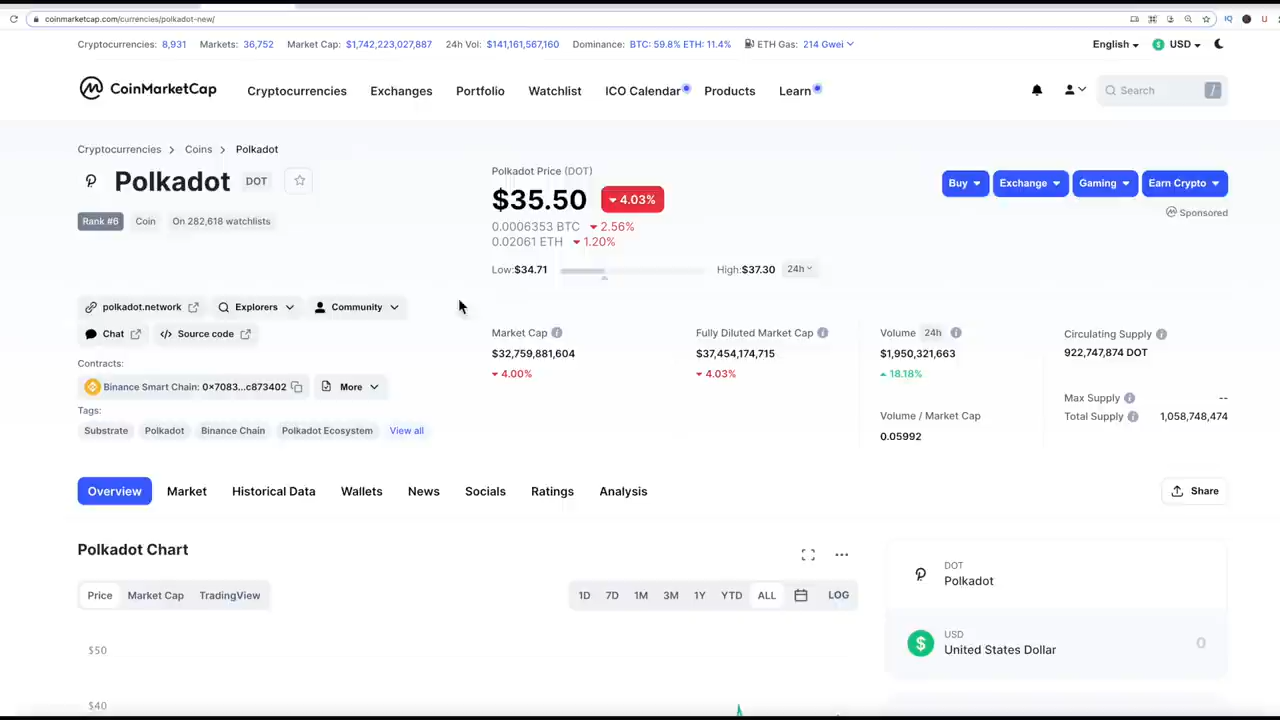 coinmarketcap.com/currencies/polkadot-new/
Cryptocurrencies: 8,931 Markets: 36,752 Market Cap: $1,742,223,027,887 24h Vol: $141,161,567,160 Dominance: BTC: 59.8% ETH: 11.4% ETH Gas: 214 Gwei English USD
CoinMarketCap Cryptocurrencies Exchanges Portfolio Watchlist ICO Calendar Products Learn Search /
Cryptocurrencies Coins Polkadot
Polkadot DOT
Rank #6 Coin On 282,618 watchlists
Polkadot Price (DOT)
$35.50 4.03%
0.0006353 BTC 2.56%
0.02061 ETH 1.20%
Low: $34.71 High: $37.30 24h
Buy Exchange Gaming Earn Crypto
Sponsored
polkadot.network Explorers Community
Chat Source code
Contracts:
Binance Smart Chain: 0x7083...c873402 More
Tags:
Substrate Polkadot Binance Chain Polkadot Ecosystem View all
Market Cap
$32,759,881,604
4.00%
Fully Diluted Market Cap
$37,454,174,715
4.03%
Volume 24h
$1,950,321,663
18.18%
Volume / Market Cap
0.05992
Circulating Supply
922,747,874 DOT
Max Supply --
Total Supply 1,058,748,474
Overview Market Historical Data Wallets News Socials Ratings Analysis Share
Polkadot Chart
Price Market Cap TradingView 1D 7D 1M 3M 1Y YTD ALL LOG
$50
$40
DOT
Polkadot
USD
United States Dollar 0